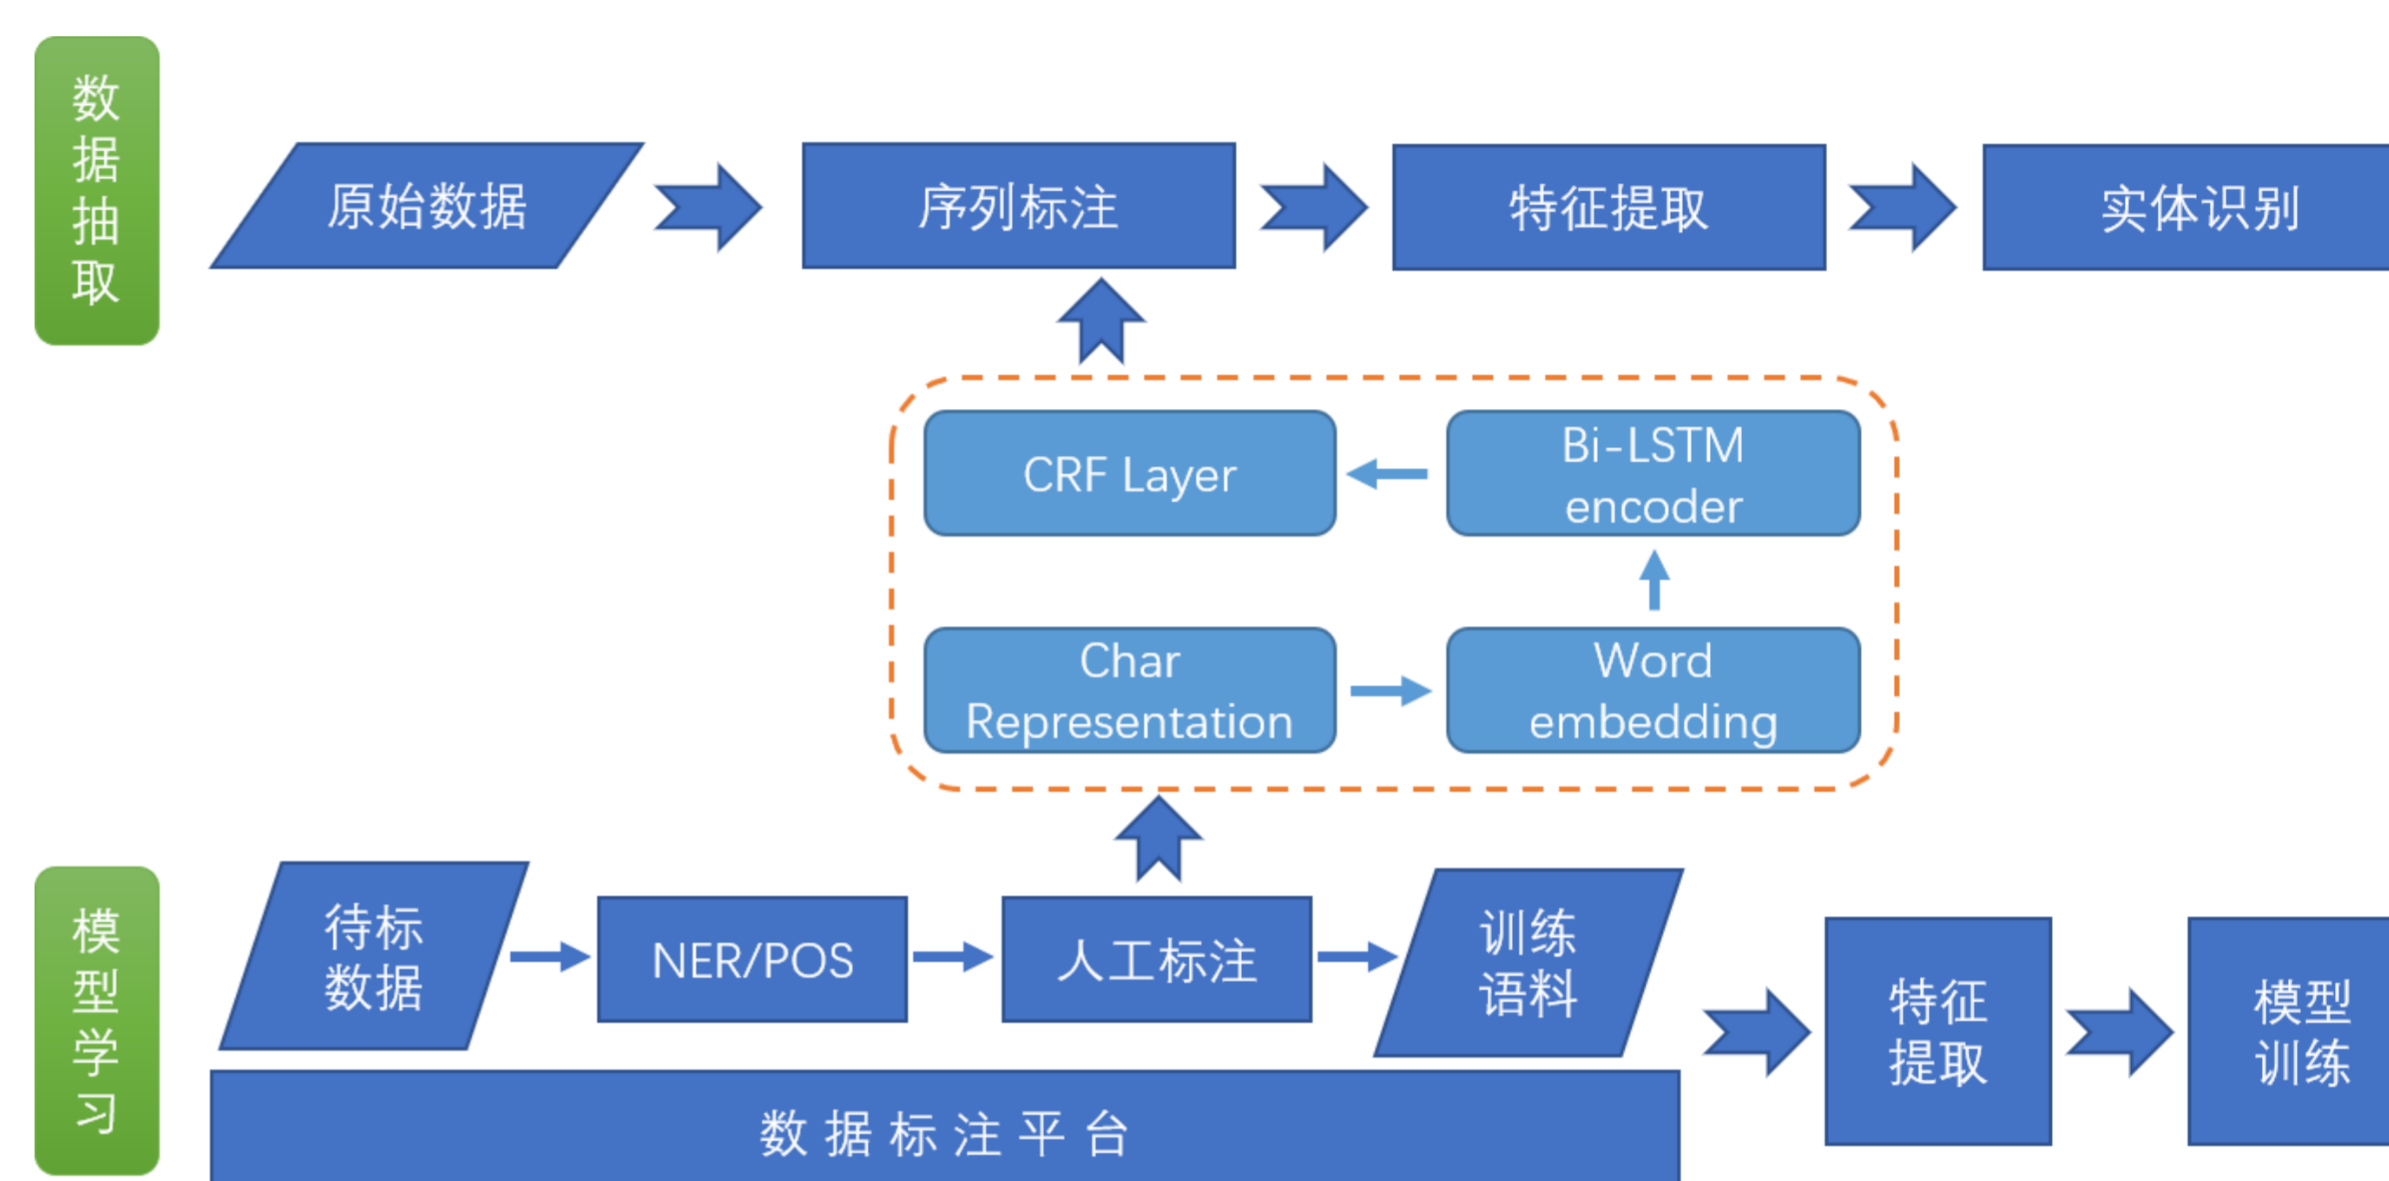 数
据
抽
取
原始数据
序列标注
特征提取
实体识别
CRF Layer
Bi-LSTM
encoder
Char
Representation
Word
embedding
模
型
学
习
待标
数据
NER/POS
人工标注
训练
语料
特征
提取
模型
训练
数据标注平台